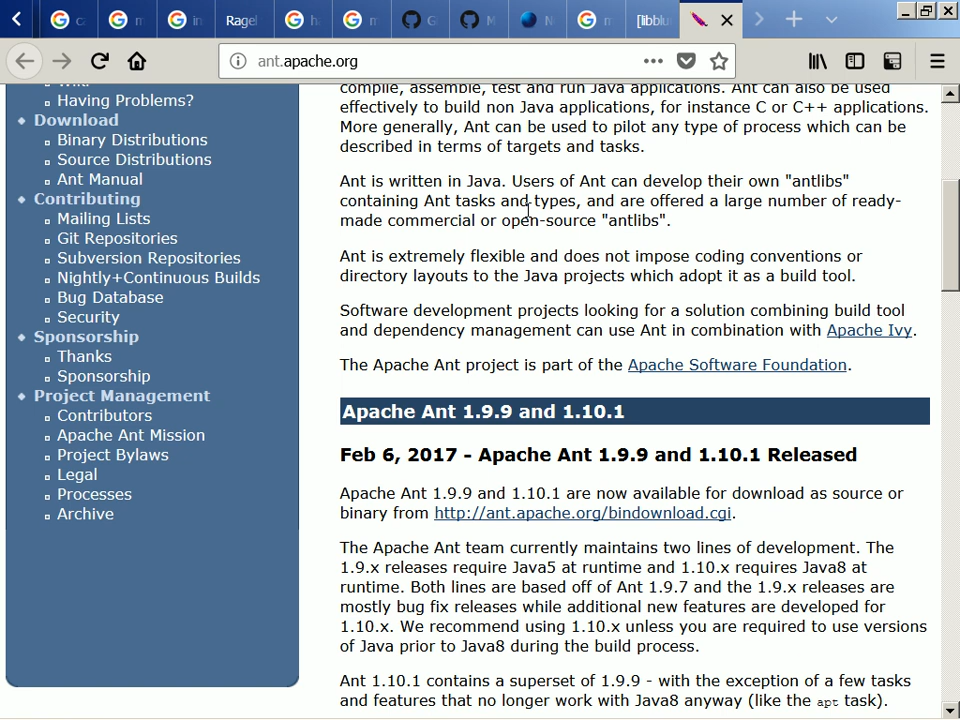 Ragel
[libblu
ant.apache.org
Wiki
Having Problems?
Download
Binary Distributions
Source Distributions
Ant Manual
Contributing
Mailing Lists
Git Repositories
Subversion Repositories
Nightly+Continuous Builds
Bug Database
Security
Sponsorship
Thanks
Sponsorship
Project Management
Contributors
Apache Ant Mission
Project Bylaws
Legal
Processes
Archive
compile, assemble, test and run Java applications. Ant can also be used
effectively to build non Java applications, for instance C or C++ applications.
More generally, Ant can be used to pilot any type of process which can be
described in terms of targets and tasks.
Ant is written in Java. Users of Ant can develop their own "antlibs"
containing Ant tasks and types, and are offered a large number of ready-
made commercial or open-source "antlibs".
Ant is extremely flexible and does not impose coding conventions or
directory layouts to the Java projects which adopt it as a build tool.
Software development projects looking for a solution combining build tool
and dependency management can use Ant in combination with Apache Ivy.
The Apache Ant project is part of the Apache Software Foundation.
Apache Ant 1.9.9 and 1.10.1
Feb 6, 2017 - Apache Ant 1.9.9 and 1.10.1 Released
Apache Ant 1.9.9 and 1.10.1 are now available for download as source or
binary from http://ant.apache.org/bindownload.cgi.
The Apache Ant team currently maintains two lines of development. The
1.9.x releases require Java5 at runtime and 1.10.x requires Java8 at
runtime. Both lines are based off of Ant 1.9.7 and the 1.9.x releases are
mostly bug fix releases while additional new features are developed for
1.10.x. We recommend using 1.10.x unless you are required to use versions
of Java prior to Java8 during the build process.
Ant 1.10.1 contains a superset of 1.9.9 - with the exception of a few tasks
and features that no longer work with Java8 anyway (like the apt task).